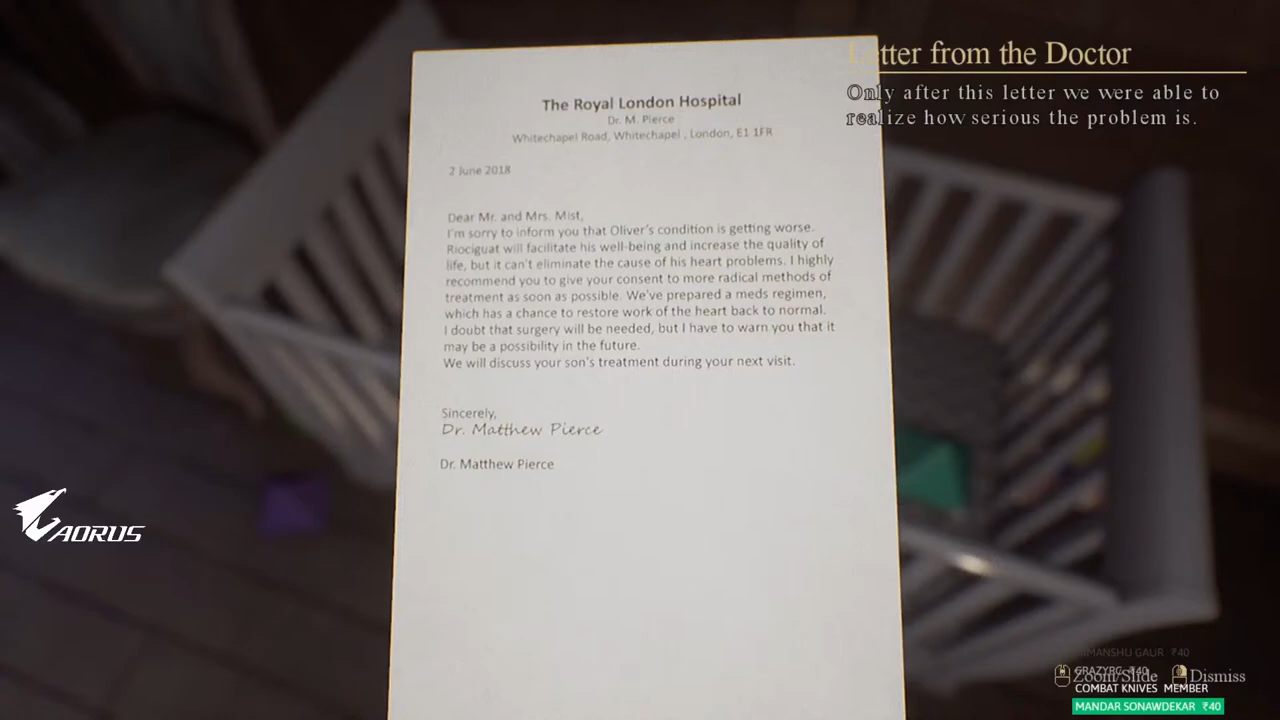 Letter from the Doctor
Only after this letter we were able to
realize how serious the problem is.
The Royal London Hospital
Dr. M. Pierce
Whitechapel Road, Whitechapel , London, E1 1FR
2 June 2018
Dear Mr. and Mrs. Mist,
I'm sorry to inform you that Oliver's condition is getting worse.
Riociguat will facilitate his well-being and increase the quality of
life, but it can't eliminate the cause of his heart problems. I highly
recommend you to give your consent to more radical methods of
treatment as soon as possible. We've prepared a meds regimen,
which has a chance to restore work of the heart back to normal.
I doubt that surgery will be needed, but I have to warn you that it
may be a possibility in the future.
We will discuss your son's treatment during your next visit.
Sincerely,
Dr. Matthew Pierce
Dr. Matthew Pierce
AORUS
GAUR ₹40
Zoom/Slide Dismiss
CRAZYRG ₹40
COMBAT KNIVES MEMBER
MANDAR SONAWDEKAR ₹40